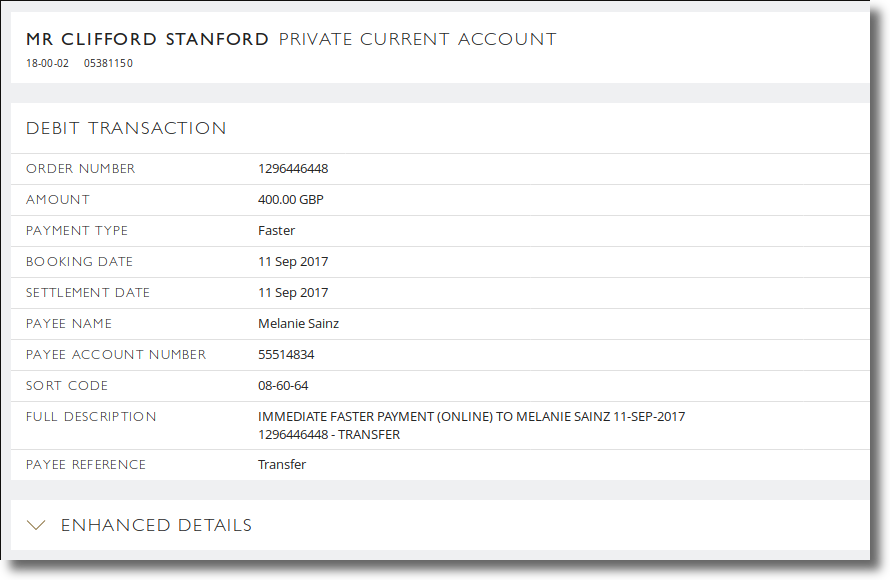 MR CLIFFORD STANFORD PRIVATE CURRENT ACCOUNT
18-00-02 05381150
DEBIT TRANSACTION
ORDER NUMBER 1296446448
AMOUNT 400.00 GBP
PAYMENT TYPE Faster
BOOKING DATE 11 Sep 2017
SETTLEMENT DATE 11 Sep 2017
PAYEE NAME Melanie Sainz
PAYEE ACCOUNT NUMBER 55514834
SORT CODE 08-60-64
FULL DESCRIPTION IMMEDIATE FASTER PAYMENT (ONLINE) TO MELANIE SAINZ 11-SEP-2017
1296446448 - TRANSFER
PAYEE REFERENCE Transfer
ENHANCED DETAILS